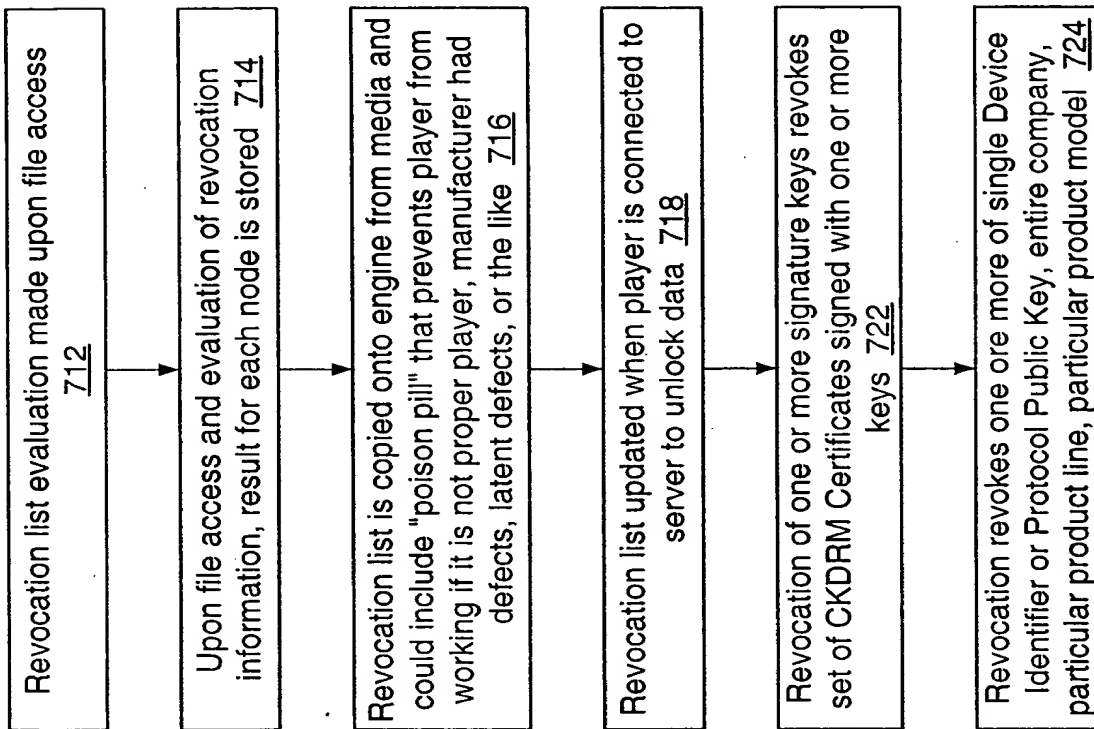 Revocation list evaluation made upon file access
712
Upon file access and evaluation of revocation
information, result for each node is stored 714
Revocation list is copied onto engine from media and
could include "poison pill" that prevents player from
working if it is not proper player, manufacturer had
defects, latent defects, or the like 716
Revocation list updated when player is connected to
server to unlock data 718
Revocation of one or more signature keys revokes
set of CKDRM Certificates signed with one or more
keys 722
Revocation revokes one ore more of single Device
Identifier or Protocol Public Key, entire company,
particular product line, particular product model 724